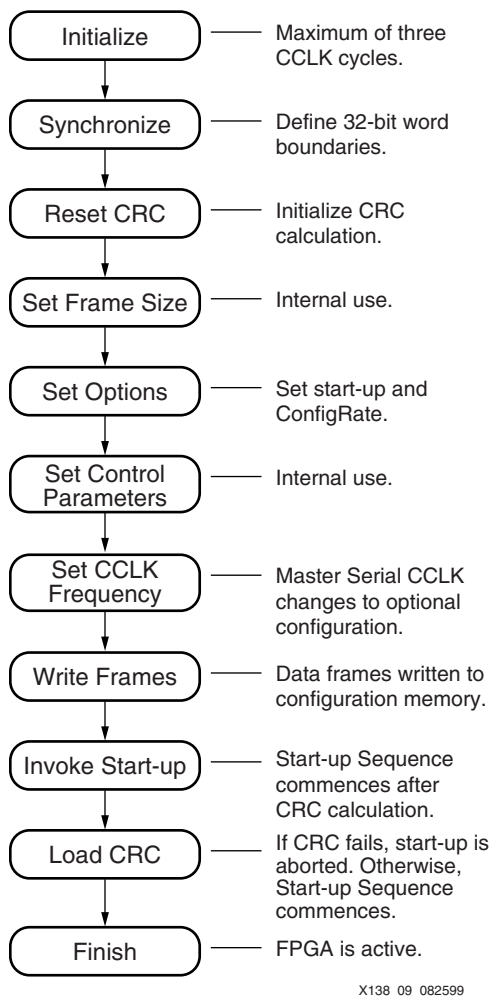 Initialize
Maximum of three
CCLK cycles.
Synchronize
Define 32-bit word
boundaries.
Reset CRC
Initialize CRC
calculation.
Set Frame Size
Internal use.
Set Options
Set start-up and
ConfigRate.
Set Control
Parameters
Internal use.
Set CCLK
Frequency
Master Serial CCLK
changes to optional
configuration.
Write Frames
Data frames written to
configuration memory.
Invoke Start-up
Start-up Sequence
commences after
CRC calculation.
Load CRC
If CRC fails, start-up is
aborted. Otherwise,
Start-up Sequence
commences.
Finish
FPGA is active.
X138_09_082599